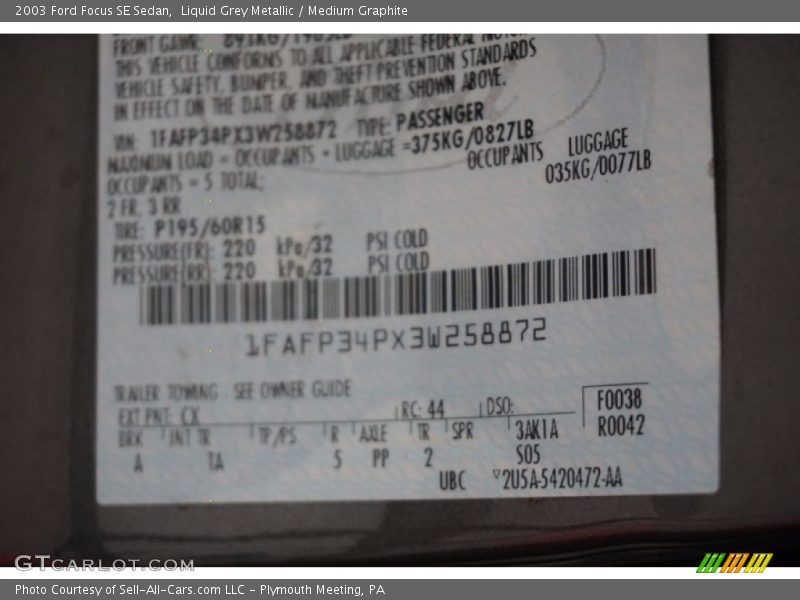 2003 Ford Focus SE Sedan,  Liquid Grey Metallic / Medium Graphite
FRONT GAWR: 891KG/1965LB
THIS VEHICLE CONFORMS TO ALL APPLICABLE FEDERAL MOTOR
VEHICLE SAFETY, BUMPER, AND THEFT PREVENTION STANDARDS
IN EFFECT ON THE DATE OF MANUFACTURE SHOWN ABOVE.
VIN: 1FAFP34PX3W258872 TYPE: PASSENGER
MAXIMUM LOAD = OCCUPANTS + LUGGAGE =375KG/0827LB
OCCUPANTS LUGGAGE
OCCUPANTS = 5 TOTAL; 035KG/0077LB
2 FR, 3 RR
TIRE: P195/60R15
PRESSURE(FR): 220 kPa/32 PSI COLD
PRESSURE(RR): 220 kPa/32 PSI COLD
1FAFP34PX3W258872
TRAILER TOWING - SEE OWNER GUIDE
EXT PNT: CX RC: 44 DSO: F0038
BRK INT TR TP/PS R AXLE TR SPR 3AK1A R0042
A TA 5 PP 2 S05
UBC ▽2U5A-5420472-AA
GTCARLOT.COM
Photo Courtesy of Sell-All-Cars.com LLC - Plymouth Meeting, PA